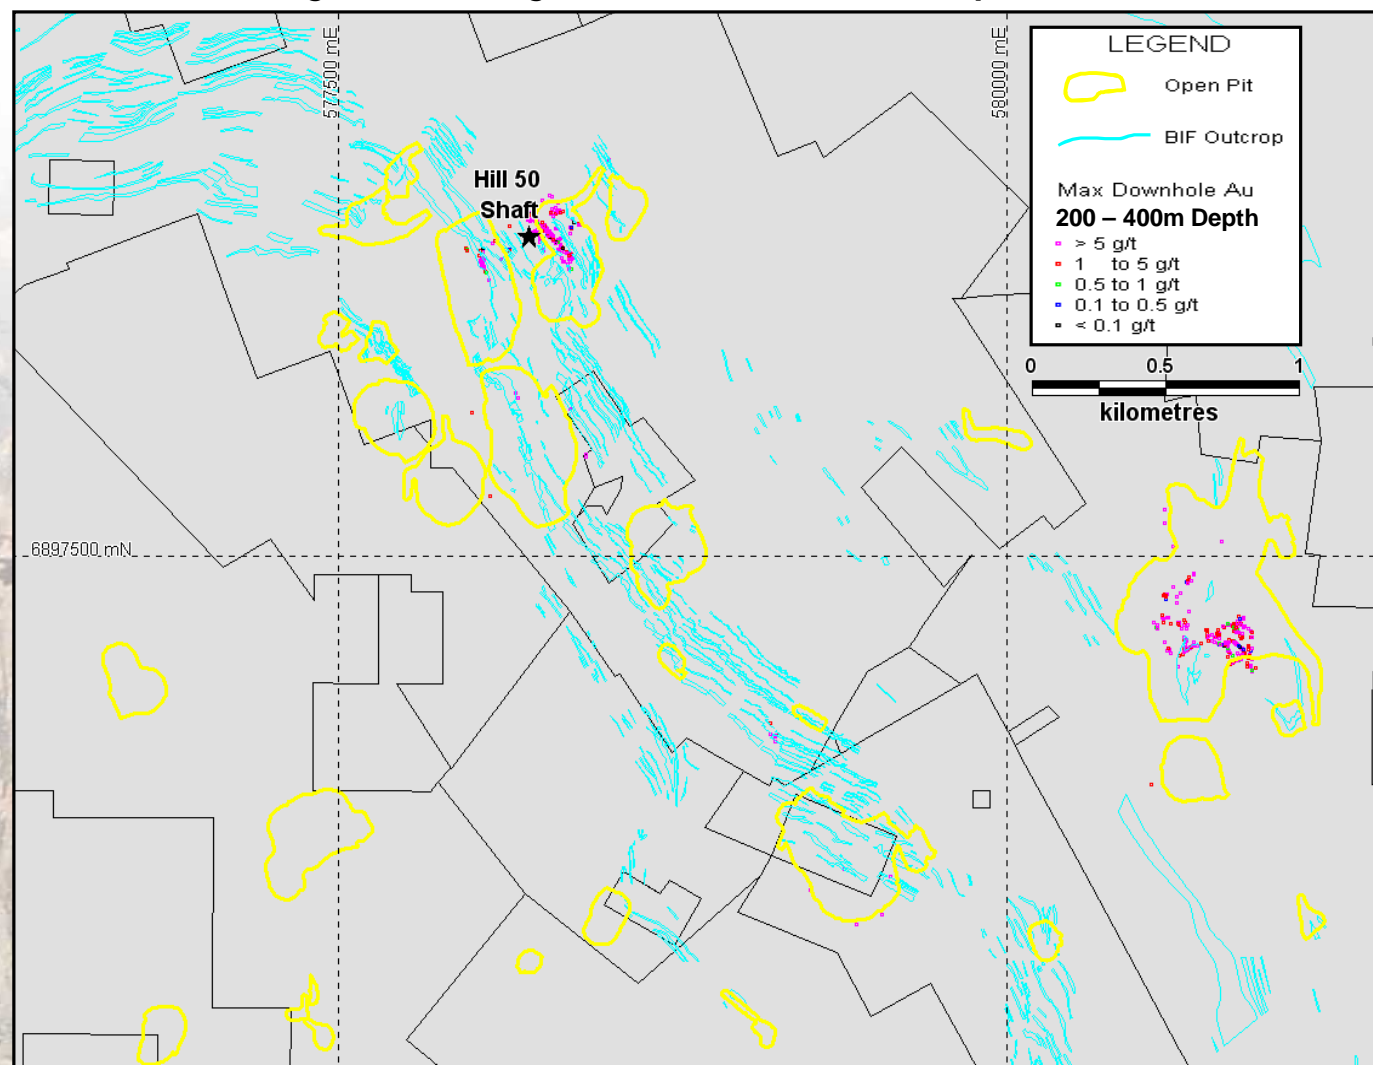 577500 mE
580000 mE
LEGEND
Open Pit
BIF Outcrop
Max Downhole Au
200 – 400m Depth
> 5 g/t
1 to 5 g/t
0.5 to 1 g/t
0.1 to 0.5 g/t
< 0.1 g/t
Hill 50
Shaft
0 0.5 1
kilometres
6897500 mN